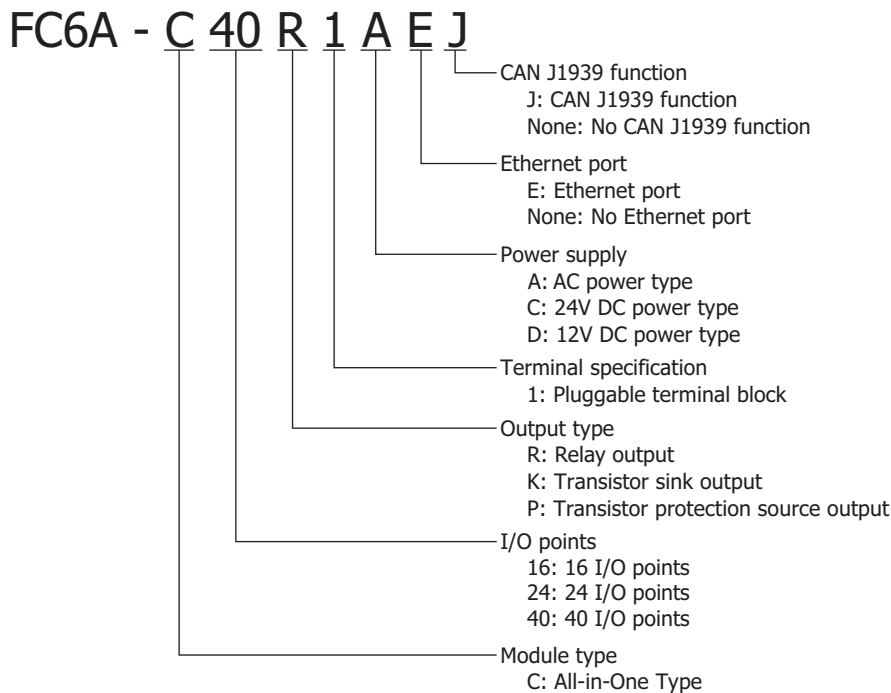 FC6A - C 40 R 1 A E J
CAN J1939 function
J: CAN J1939 function
None: No CAN J1939 function
Ethernet port
E: Ethernet port
None: No Ethernet port
Power supply
A: AC power type
C: 24V DC power type
D: 12V DC power type
Terminal specification
1: Pluggable terminal block
Output type
R: Relay output
K: Transistor sink output
P: Transistor protection source output
I/O points
16: 16 I/O points
24: 24 I/O points
40: 40 I/O points
Module type
C: All-in-One Type